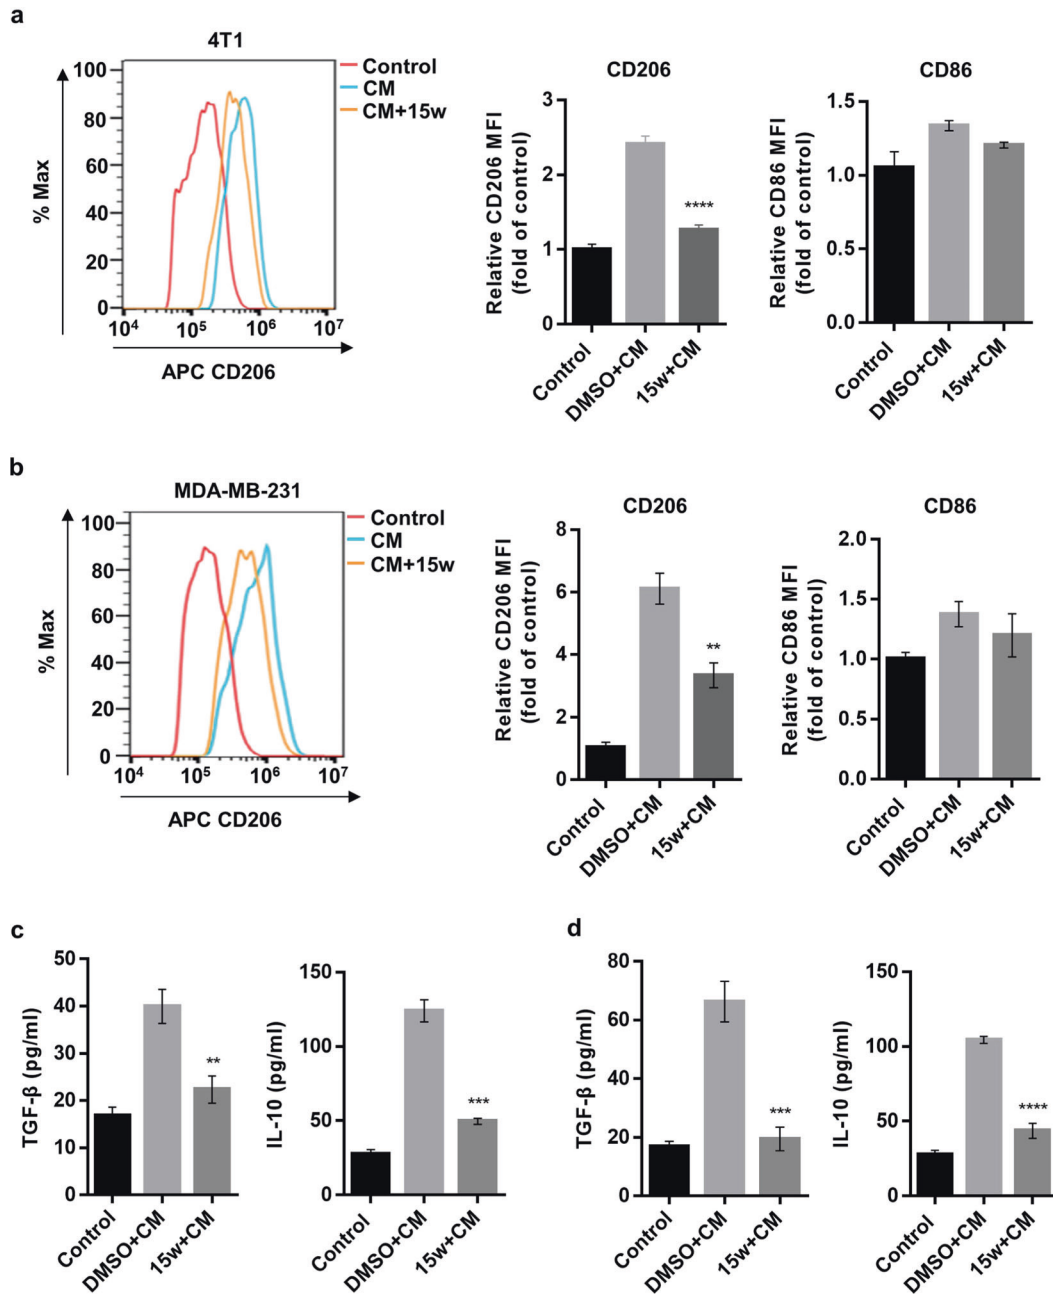 a
4T1
Control
CM
CM+15w
% Max
100
80
60
40
20
0
10⁴ 10⁵ 10⁶ 10⁷
APC CD206
CD206
Relative CD206 MFI
(fold of control)
3
2
1
0
****
Control
DMSO+CM
15w+CM
CD86
Relative CD86 MFI
(fold of control)
1.5
1.0
0.5
0.0
Control
DMSO+CM
15w+CM
b
MDA-MB-231
Control
CM
CM+15w
% Max
100
80
60
40
20
0
10⁴ 10⁵ 10⁶ 10⁷
APC CD206
CD206
Relative CD206 MFI
(fold of control)
8
6
4
2
0
**
Control
DMSO+CM
15w+CM
CD86
Relative CD86 MFI
(fold of control)
2.0
1.5
1.0
0.5
0.0
Control
DMSO+CM
15w+CM
c
TGF-β (pg/ml)
50
40
30
20
10
0
**
Control
DMSO+CM
15w+CM
IL-10 (pg/ml)
150
100
50
0
***
Control
DMSO+CM
15w+CM
d
TGF-β (pg/ml)
80
60
40
20
0
***
Control
DMSO+CM
15w+CM
IL-10 (pg/ml)
150
100
50
0
****
Control
DMSO+CM
15w+CM